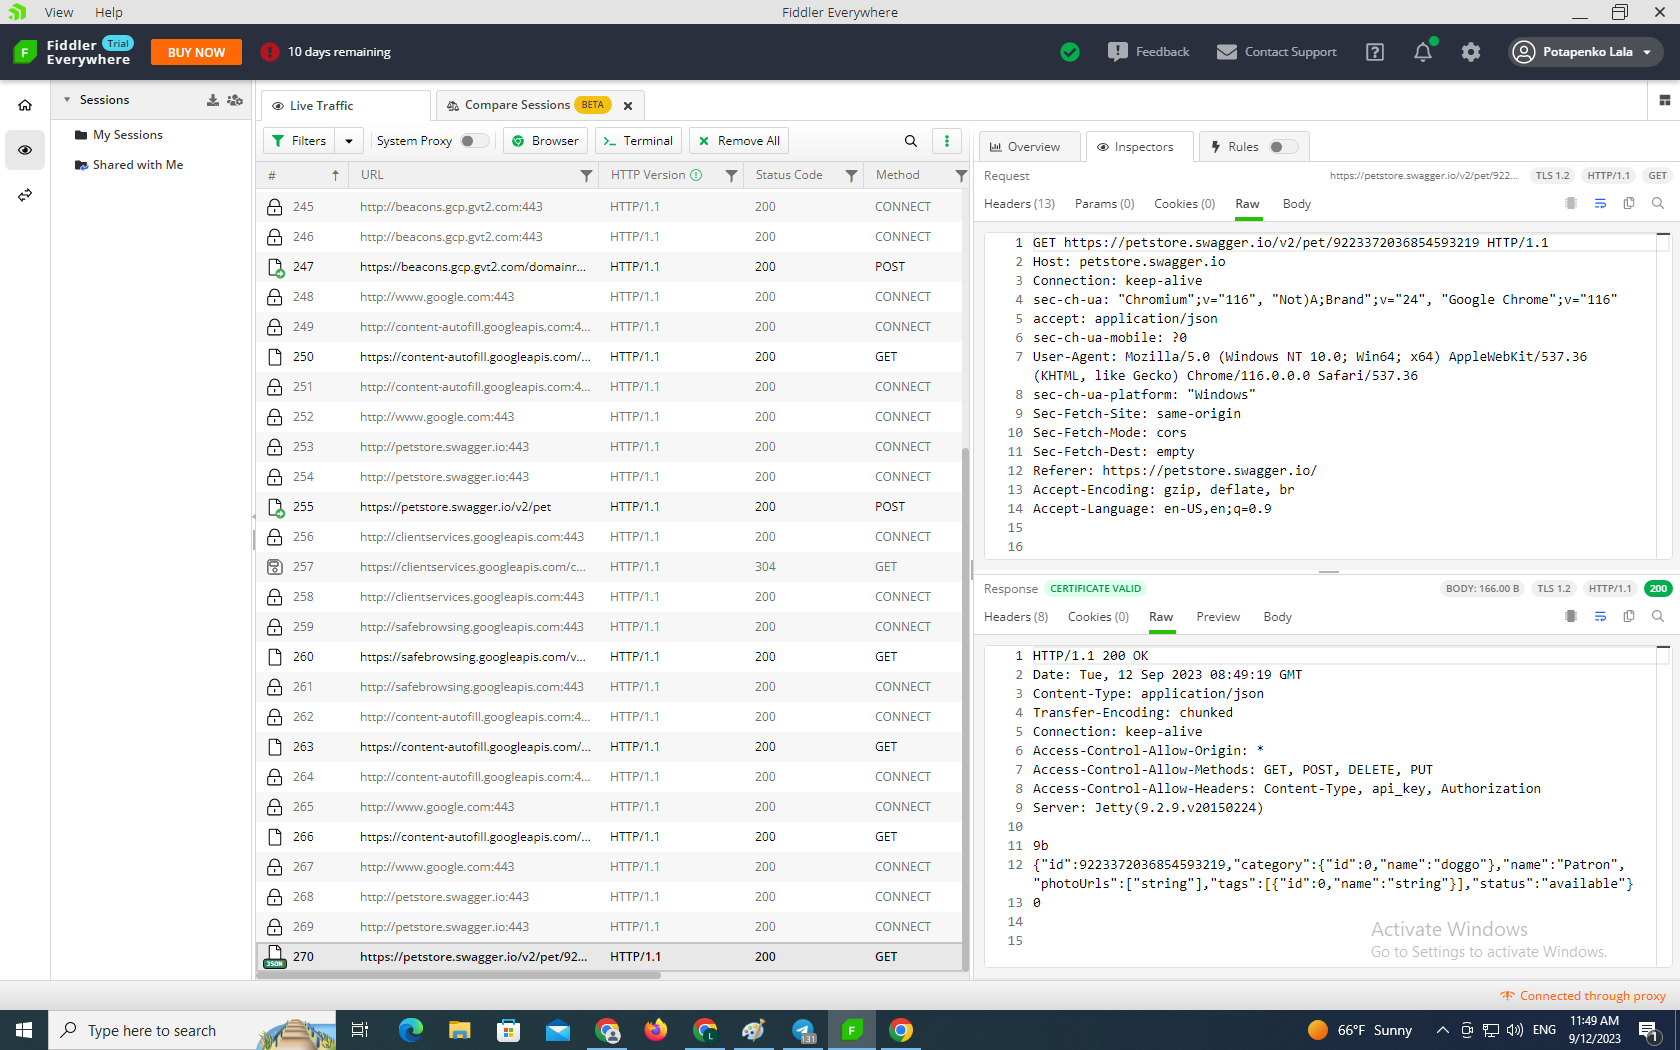 View Help
Fiddler Everywhere
Fiddler Trial
Everywhere
BUY NOW
10 days remaining
Feedback
Contact Support
Potapenko Lala
Sessions
My Sessions
Shared with Me
Live Traffic
Compare Sessions BETA
Filters
System Proxy
Browser
Terminal
Remove All
# URL HTTP Version Status Code Method
245 http://beacons.gcp.gvt2.com:443 HTTP/1.1 200 CONNECT
246 http://beacons.gcp.gvt2.com:443 HTTP/1.1 200 CONNECT
247 https://beacons.gcp.gvt2.com/domainr... HTTP/1.1 200 POST
248 http://www.google.com:443 HTTP/1.1 200 CONNECT
249 http://content-autofill.googleapis.com:4... HTTP/1.1 200 CONNECT
250 https://content-autofill.googleapis.com/... HTTP/1.1 200 GET
251 http://content-autofill.googleapis.com:4... HTTP/1.1 200 CONNECT
252 http://www.google.com:443 HTTP/1.1 200 CONNECT
253 http://petstore.swagger.io:443 HTTP/1.1 200 CONNECT
254 http://petstore.swagger.io:443 HTTP/1.1 200 CONNECT
255 https://petstore.swagger.io/v2/pet HTTP/1.1 200 POST
256 http://clientservices.googleapis.com:443 HTTP/1.1 200 CONNECT
257 https://clientservices.googleapis.com/c... HTTP/1.1 304 GET
258 http://clientservices.googleapis.com:443 HTTP/1.1 200 CONNECT
259 http://safebrowsing.googleapis.com:443 HTTP/1.1 200 CONNECT
260 https://safebrowsing.googleapis.com/v... HTTP/1.1 200 GET
261 http://safebrowsing.googleapis.com:443 HTTP/1.1 200 CONNECT
262 http://content-autofill.googleapis.com:4... HTTP/1.1 200 CONNECT
263 https://content-autofill.googleapis.com/... HTTP/1.1 200 GET
264 http://content-autofill.googleapis.com:4... HTTP/1.1 200 CONNECT
265 http://www.google.com:443 HTTP/1.1 200 CONNECT
266 https://content-autofill.googleapis.com/... HTTP/1.1 200 GET
267 http://www.google.com:443 HTTP/1.1 200 CONNECT
268 http://petstore.swagger.io:443 HTTP/1.1 200 CONNECT
269 http://petstore.swagger.io:443 HTTP/1.1 200 CONNECT
JSON 270 https://petstore.swagger.io/v2/pet/92... HTTP/1.1 200 GET
Overview Inspectors Rules
Request https://petstore.swagger.io/v2/pet/922... TLS 1.2 HTTP/1.1 GET
Headers (13) Params (0) Cookies (0) Raw Body
1 GET https://petstore.swagger.io/v2/pet/9223372036854593219 HTTP/1.1
2 Host: petstore.swagger.io
3 Connection: keep-alive
4 sec-ch-ua: "Chromium";v="116", "Not)A;Brand";v="24", "Google Chrome";v="116"
5 accept: application/json
6 sec-ch-ua-mobile: ?0
7 User-Agent: Mozilla/5.0 (Windows NT 10.0; Win64; x64) AppleWebKit/537.36
(KHTML, like Gecko) Chrome/116.0.0.0 Safari/537.36
8 sec-ch-ua-platform: "Windows"
9 Sec-Fetch-Site: same-origin
10 Sec-Fetch-Mode: cors
11 Sec-Fetch-Dest: empty
12 Referer: https://petstore.swagger.io/
13 Accept-Encoding: gzip, deflate, br
14 Accept-Language: en-US,en;q=0.9
15
16
Response CERTIFICATE VALID BODY: 166.00 B TLS 1.2 HTTP/1.1 200
Headers (8) Cookies (0) Raw Preview Body
1 HTTP/1.1 200 OK
2 Date: Tue, 12 Sep 2023 08:49:19 GMT
3 Content-Type: application/json
4 Transfer-Encoding: chunked
5 Connection: keep-alive
6 Access-Control-Allow-Origin: *
7 Access-Control-Allow-Methods: GET, POST, DELETE, PUT
8 Access-Control-Allow-Headers: Content-Type, api_key, Authorization
9 Server: Jetty(9.2.9.v20150224)
10
11 9b
12 {"id":9223372036854593219,"category":{"id":0,"name":"doggo"},"name":"Patron",
"photoUrls":["string"],"tags":[{"id":0,"name":"string"}],"status":"available"}
13 0
14
15
Activate Windows
Go to Settings to activate Windows.
Connected through proxy
Type here to search
131
66°F Sunny
ENG
11:49 AM
9/12/2023
1